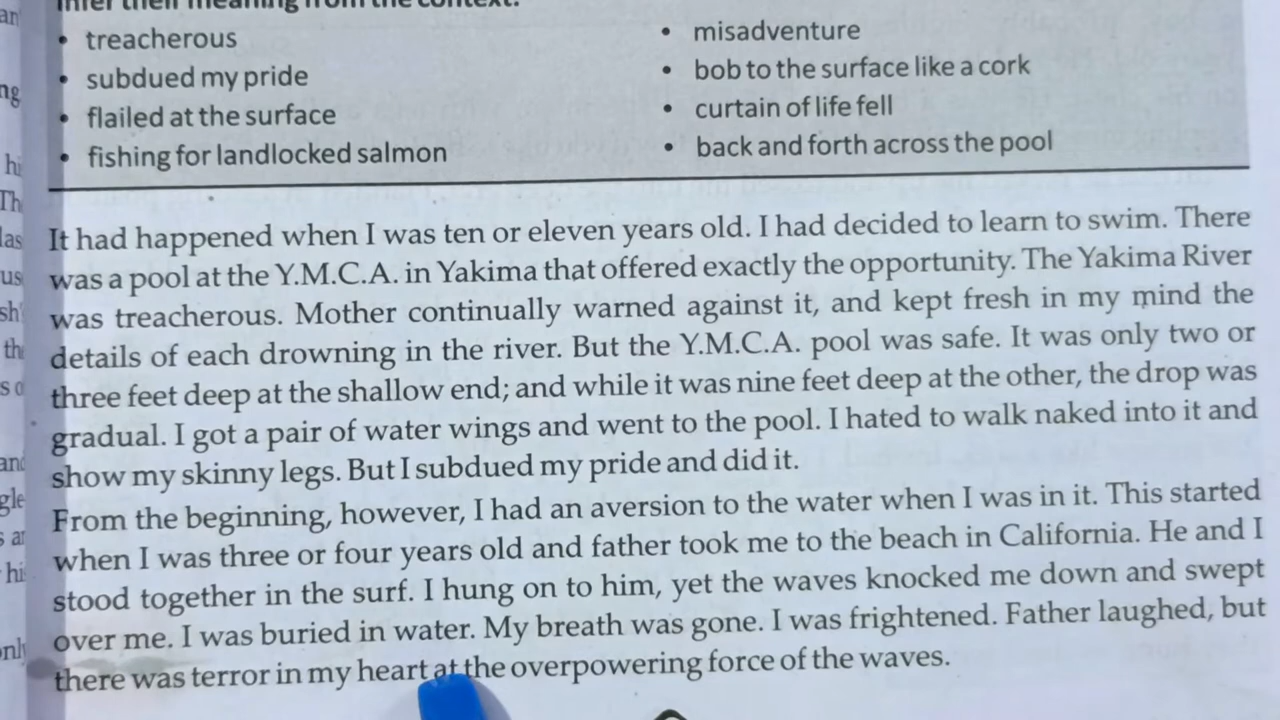 infer their meaning from the context.
• treacherous
• subdued my pride
• flailed at the surface
• fishing for landlocked salmon
• misadventure
• bob to the surface like a cork
• curtain of life fell
• back and forth across the pool
It had happened when I was ten or eleven years old. I had decided to learn to swim. There
was a pool at the Y.M.C.A. in Yakima that offered exactly the opportunity. The Yakima River
was treacherous. Mother continually warned against it, and kept fresh in my mind the
details of each drowning in the river. But the Y.M.C.A. pool was safe. It was only two or
three feet deep at the shallow end; and while it was nine feet deep at the other, the drop was
gradual. I got a pair of water wings and went to the pool. I hated to walk naked into it and
show my skinny legs. But I subdued my pride and did it.
From the beginning, however, I had an aversion to the water when I was in it. This started
when I was three or four years old and father took me to the beach in California. He and I
stood together in the surf. I hung on to him, yet the waves knocked me down and swept
over me. I was buried in water. My breath was gone. I was frightened. Father laughed, but
there was terror in my heart at the overpowering force of the waves.